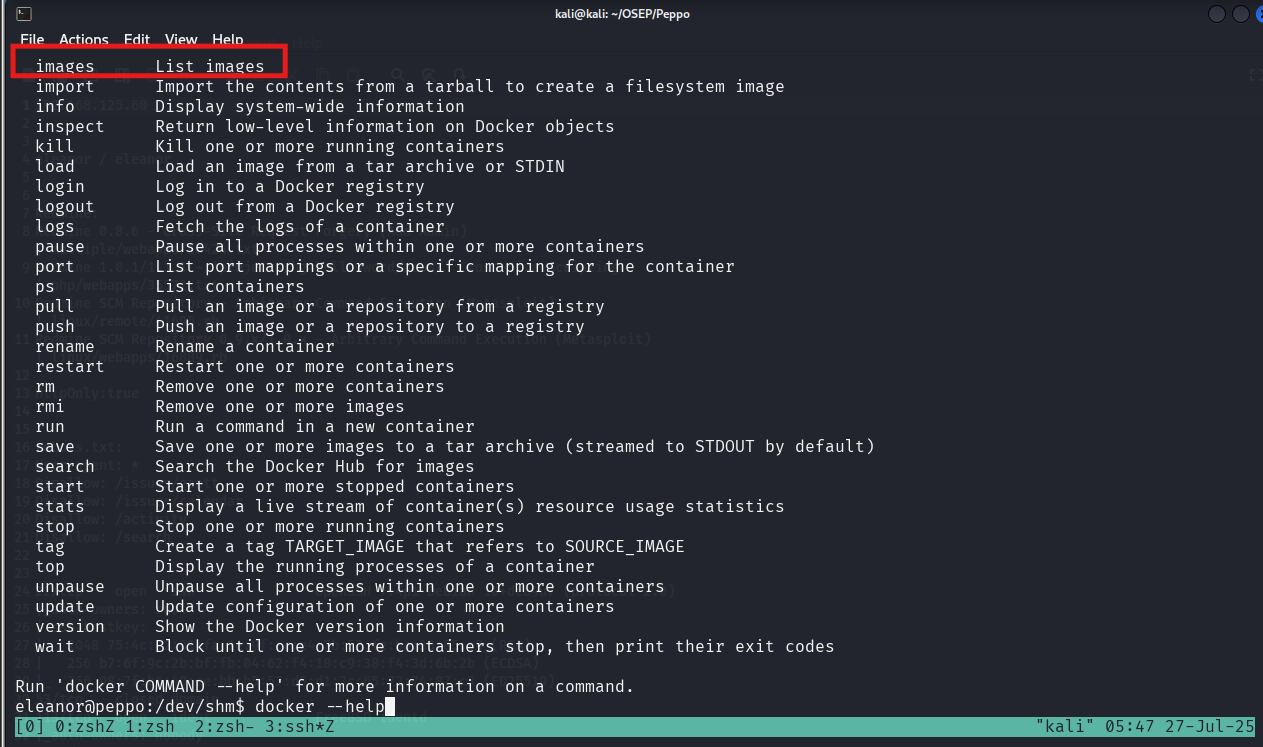 kali@kali: ~/OSEP/Peppo
File Actions Edit View Help
images List images
import Import the contents from a tarball to create a filesystem image
info Display system-wide information
inspect Return low-level information on Docker objects
kill Kill one or more running containers
load Load an image from a tar archive or STDIN
login Log in to a Docker registry
logout Log out from a Docker registry
logs Fetch the logs of a container
pause Pause all processes within one or more containers
port List port mappings or a specific mapping for the container
ps List containers
pull Pull an image or a repository from a registry
push Push an image or a repository to a registry
rename Rename a container
restart Restart one or more containers
rm Remove one or more containers
rmi Remove one or more images
run Run a command in a new container
save Save one or more images to a tar archive (streamed to STDOUT by default)
search Search the Docker Hub for images
start Start one or more stopped containers
stats Display a live stream of container(s) resource usage statistics
stop Stop one or more running containers
tag Create a tag TARGET_IMAGE that refers to SOURCE_IMAGE
top Display the running processes of a container
unpause Unpause all processes within one or more containers
update Update configuration of one or more containers
version Show the Docker version information
wait Block until one or more containers stop, then print their exit codes
Run 'docker COMMAND --help' for more information on a command.
eleanor@peppo:/dev/shm$ docker --help
[0] 0:zshZ 1:zsh 2:zsh- 3:ssh*Z "kali" 05:47 27-Jul-25